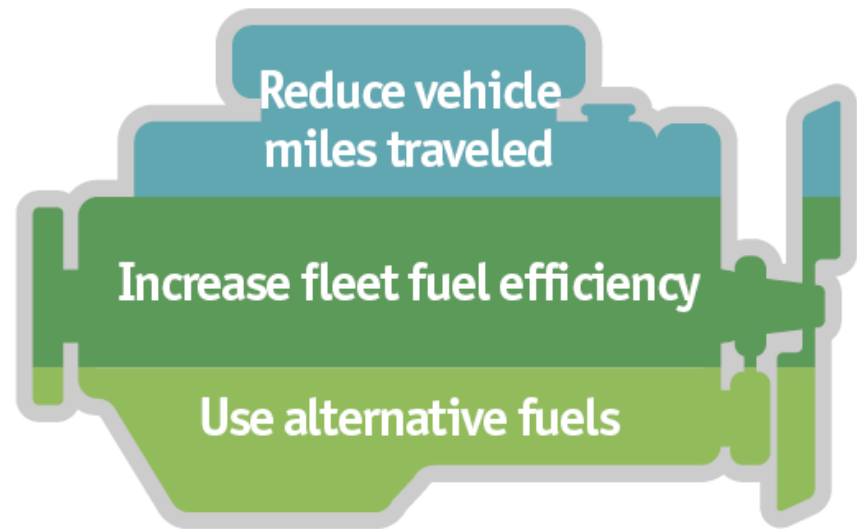 Reduce vehicle
miles traveled
Increase fleet fuel efficiency
Use alternative fuels